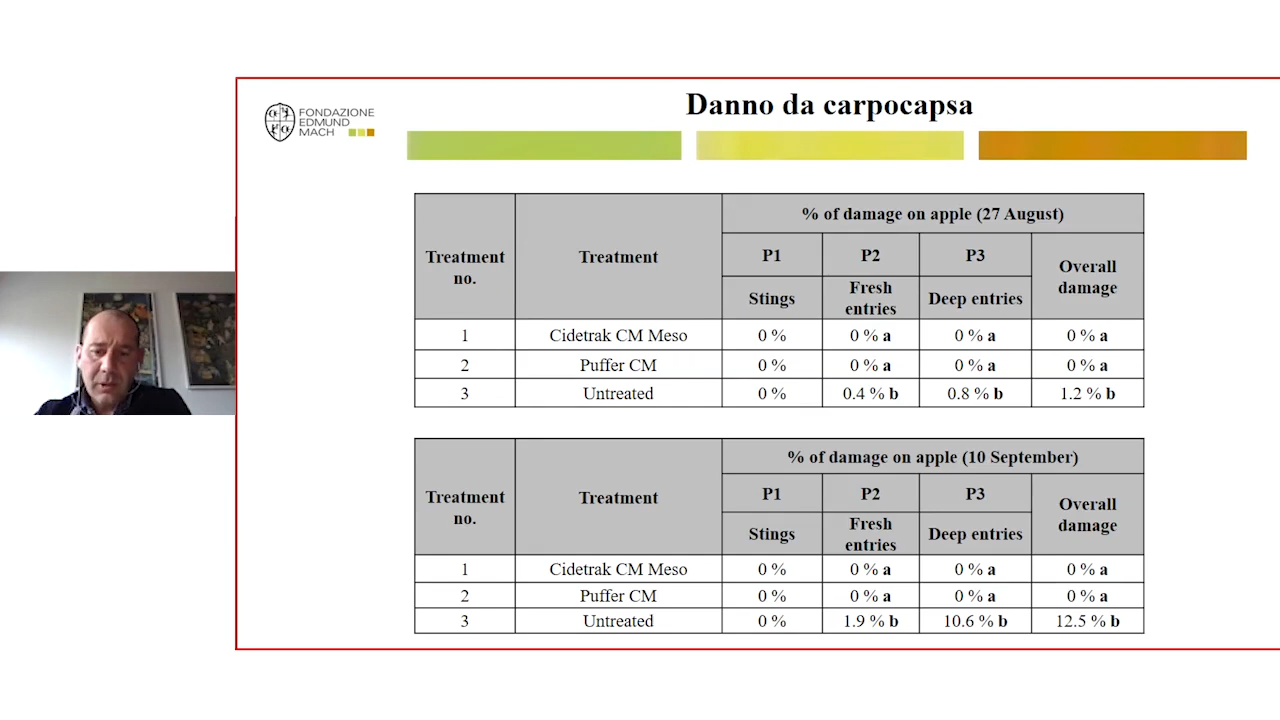 FONDAZIONE
EDMUND
MACH
Danno da carpocapsa
Treatment no. Treatment % of damage on apple (27 August)
P1 P2 P3 Overall damage
Stings Fresh entries Deep entries
1 Cidetrak CM Meso 0 % 0 % a 0 % a 0 % a
2 Puffer CM 0 % 0 % a 0 % a 0 % a
3 Untreated 0 % 0.4 % b 0.8 % b 1.2 % b
Treatment no. Treatment % of damage on apple (10 September)
P1 P2 P3 Overall damage
Stings Fresh entries Deep entries
1 Cidetrak CM Meso 0 % 0 % a 0 % a 0 % a
2 Puffer CM 0 % 0 % a 0 % a 0 % a
3 Untreated 0 % 1.9 % b 10.6 % b 12.5 % b